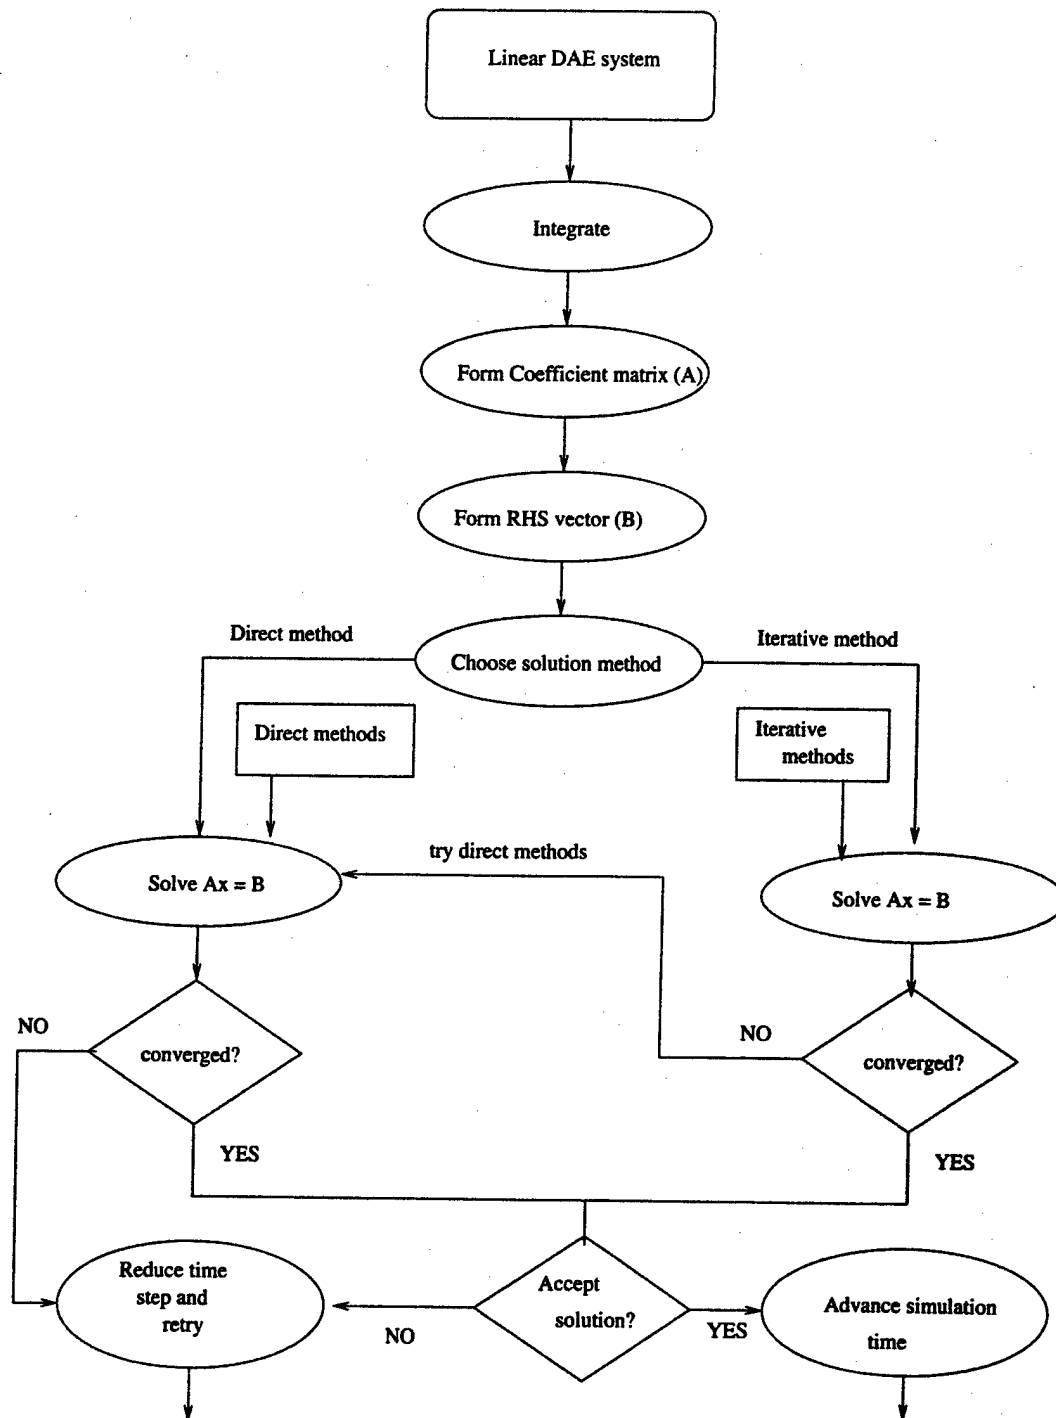 Linear DAE system
Integrate
Form Coefficient matrix (A)
Form RHS vector (B)
Direct method
Choose solution method
Iterative method
Direct methods
Iterative
methods
try direct methods
Solve Ax = B
Solve Ax = B
NO
converged?
NO
converged?
YES
YES
Reduce time
step and
retry
Accept
solution?
NO
YES
Advance simulation
time